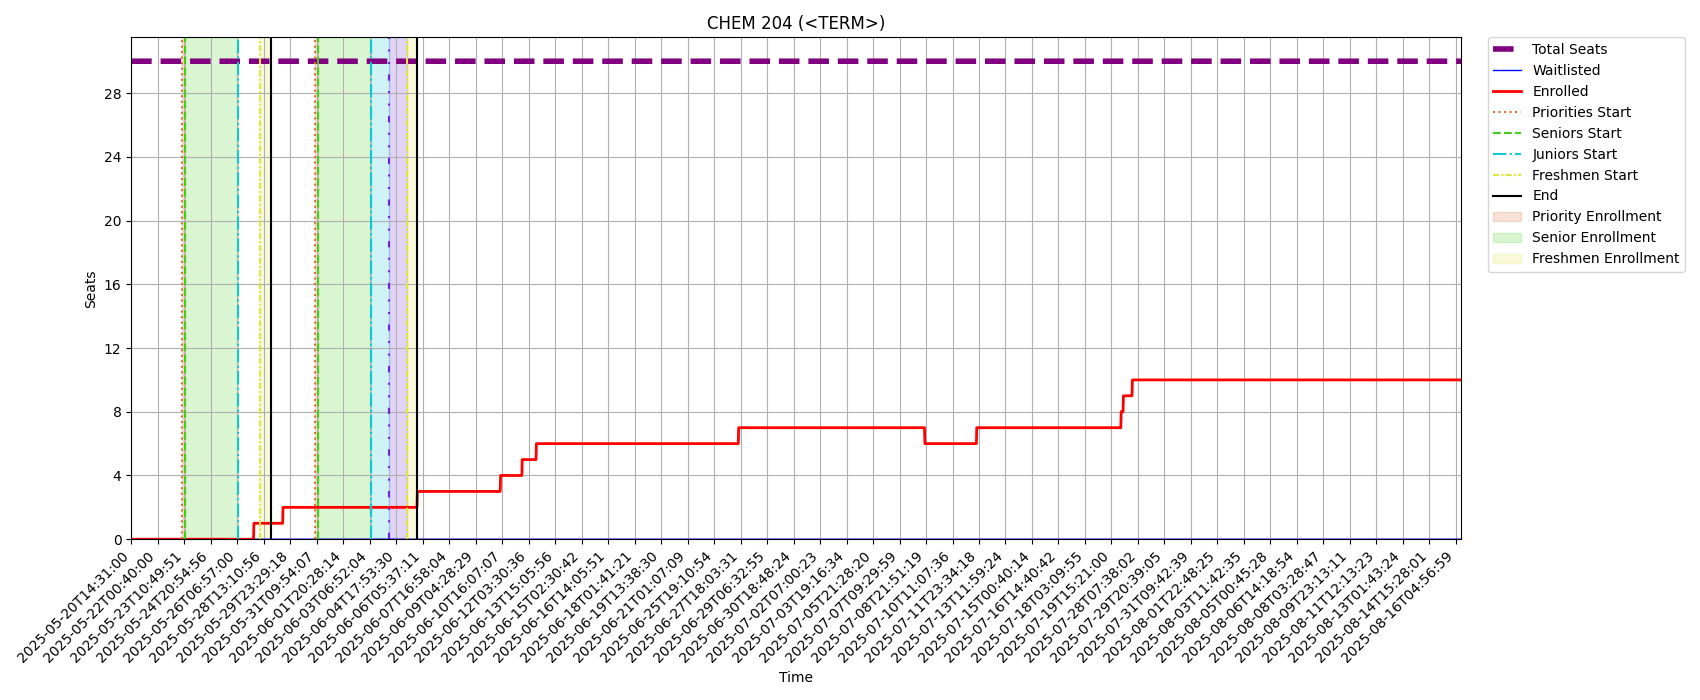 CHEM 204 (<TERM>)
Total Seats
Waitlisted
Enrolled
Priorities Start
Seniors Start
Juniors Start
Freshmen Start
End
Priority Enrollment
Senior Enrollment
Freshmen Enrollment
Seats
28
24
20
16
12
8
4
0
2025-05-20T14:31:00
2025-05-22T00:40:00
2025-05-23T10:49:51
2025-05-24T20:54:56
2025-05-26T06:57:00
2025-05-28T13:10:56
2025-05-29T23:29:18
2025-05-31T09:54:07
2025-06-01T20:28:14
2025-06-03T06:52:04
2025-06-04T17:53:30
2025-06-06T05:37:11
2025-06-07T16:58:04
2025-06-09T04:28:29
2025-06-10T16:07:07
2025-06-12T03:30:36
2025-06-13T15:05:56
2025-06-15T02:30:42
2025-06-16T14:05:51
2025-06-18T01:41:21
2025-06-19T13:38:30
2025-06-21T01:07:09
2025-06-25T19:10:54
2025-06-27T18:03:31
2025-06-29T06:32:55
2025-06-30T18:48:24
2025-07-02T07:00:23
2025-07-03T19:16:34
2025-07-05T21:28:20
2025-07-07T09:29:59
2025-07-08T21:51:19
2025-07-10T11:07:36
2025-07-11T23:34:18
2025-07-13T11:59:24
2025-07-15T00:40:14
2025-07-16T14:40:42
2025-07-18T03:09:55
2025-07-19T15:21:00
2025-07-28T07:38:02
2025-07-29T20:39:05
2025-07-31T09:42:39
2025-08-01T22:48:25
2025-08-03T11:42:35
2025-08-05T00:45:28
2025-08-06T14:18:54
2025-08-08T03:28:47
2025-08-09T23:13:11
2025-08-11T12:13:23
2025-08-13T01:43:24
2025-08-14T15:28:01
2025-08-16T04:56:59
Time